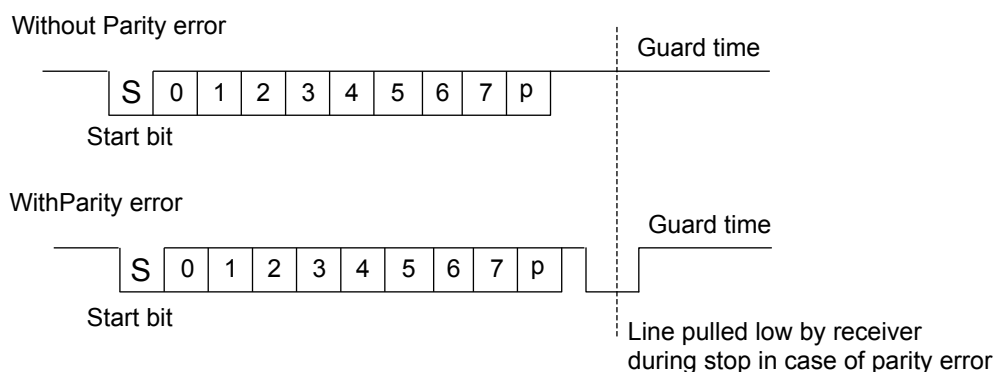 Without Parity error
Guard time
S 0 1 2 3 4 5 6 7 p
Start bit
WithParity error
Guard time
S 0 1 2 3 4 5 6 7 p
Start bit
Line pulled low by receiver
during stop in case of parity error